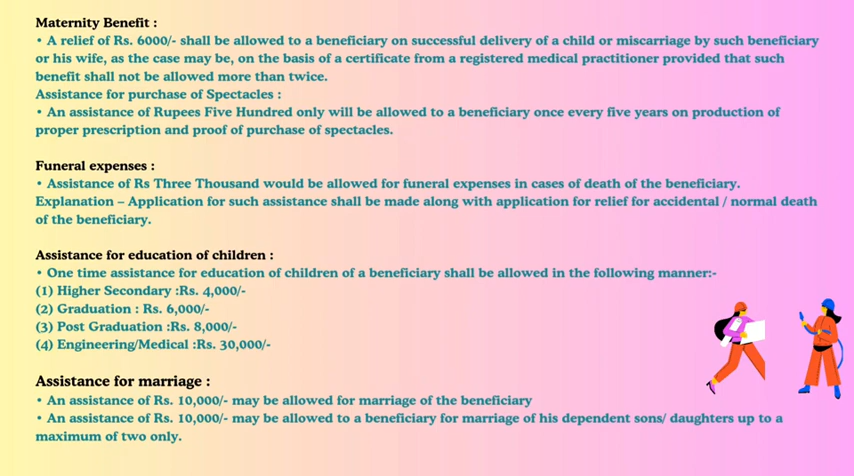 Maternity Benefit :
• A relief of Rs. 6000/- shall be allowed to a beneficiary on successful delivery of a child or miscarriage by such beneficiary
or his wife, as the case may be, on the basis of a certificate from a registered medical practitioner provided that such
benefit shall not be allowed more than twice.
Assistance for purchase of Spectacles :
• An assistance of Rupees Five Hundred only will be allowed to a beneficiary once every five years on production of
proper prescription and proof of purchase of spectacles.
Funeral expenses :
• Assistance of Rs Three Thousand would be allowed for funeral expenses in cases of death of the beneficiary.
Explanation – Application for such assistance shall be made along with application for relief for accidental / normal death
of the beneficiary.
Assistance for education of children :
• One time assistance for education of children of a beneficiary shall be allowed in the following manner:-
(1) Higher Secondary :Rs. 4,000/-
(2) Graduation : Rs. 6,000/-
(3) Post Graduation :Rs. 8,000/-
(4) Engineering/Medical :Rs. 30,000/-
Assistance for marriage :
• An assistance of Rs. 10,000/- may be allowed for marriage of the beneficiary
• An assistance of Rs. 10,000/- may be allowed to a beneficiary for marriage of his dependent sons/ daughters up to a
maximum of two only.